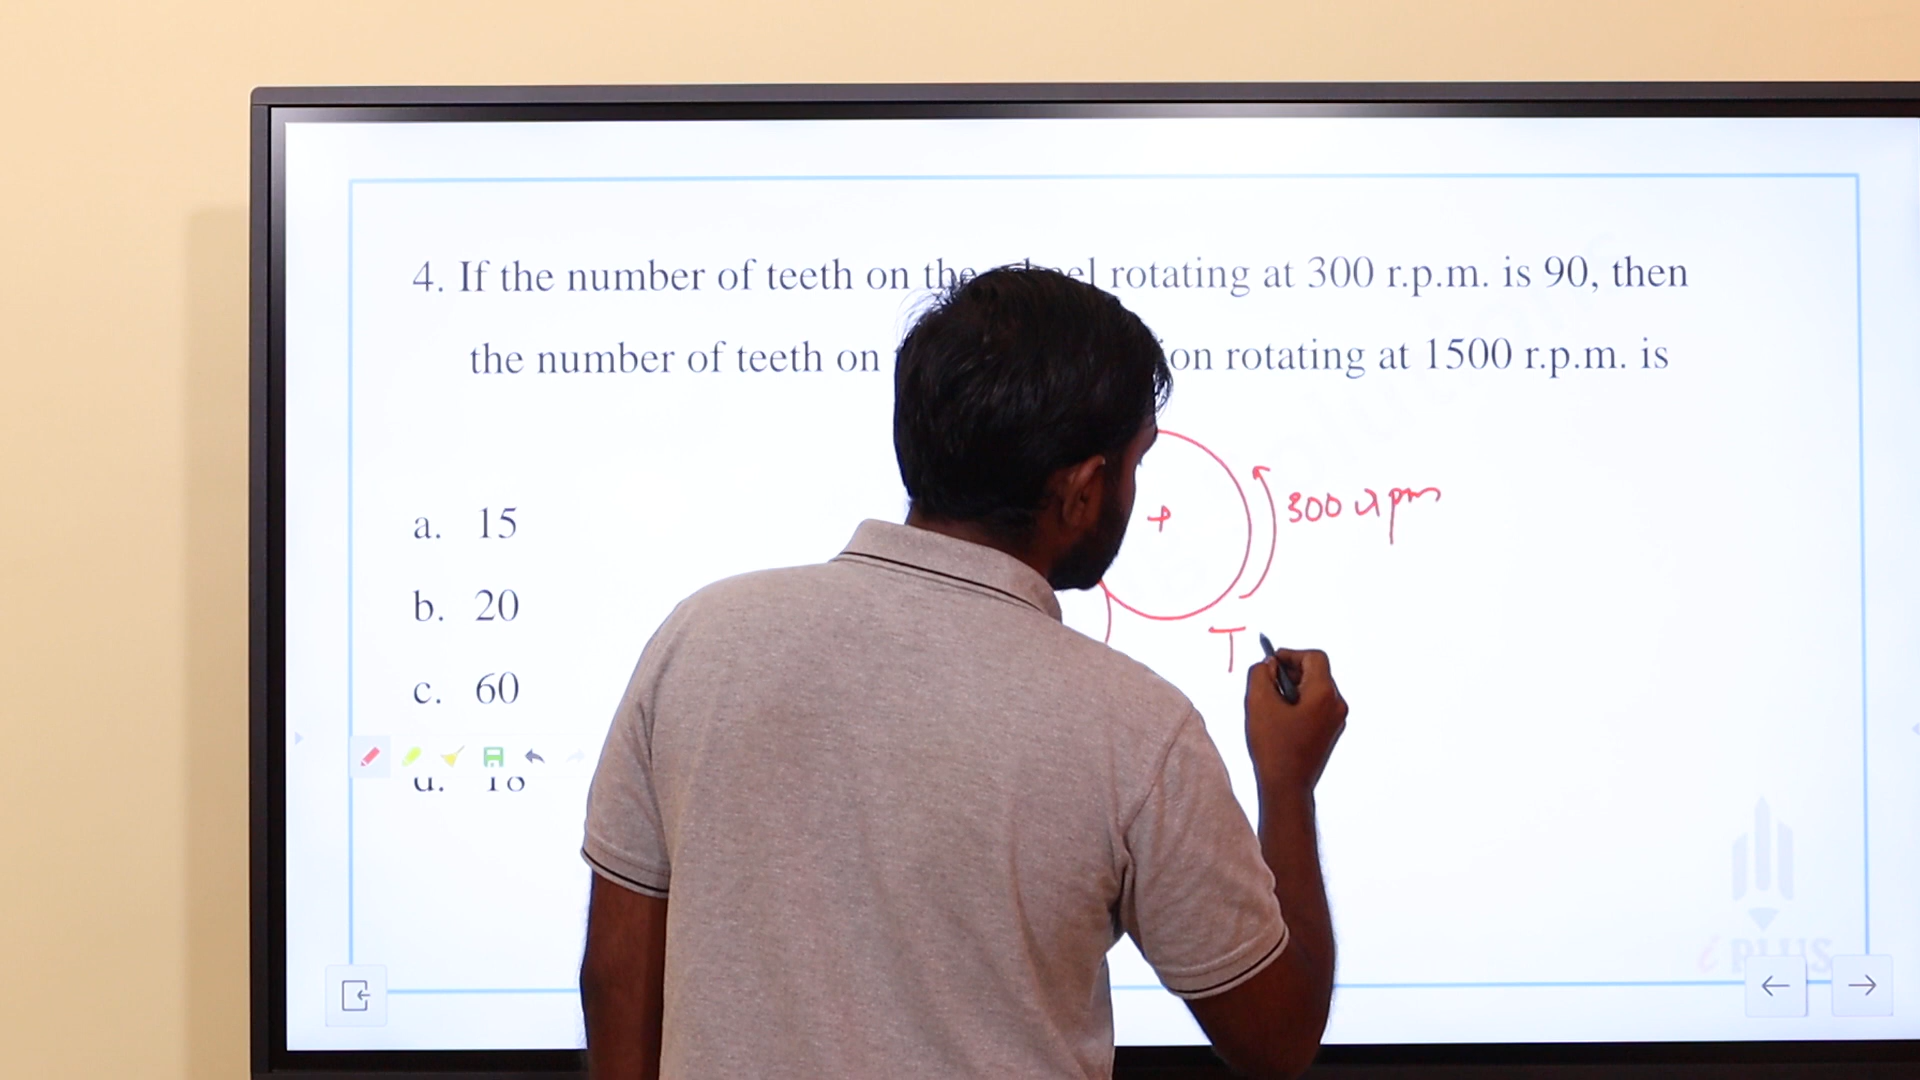 4. If the number of teeth on the rotating at 300 r.p.m. is 90, then
the number of teeth on rotating at 1500 r.p.m. is
a. 15
b. 20
c. 60
300 rpm
T
i PLUS